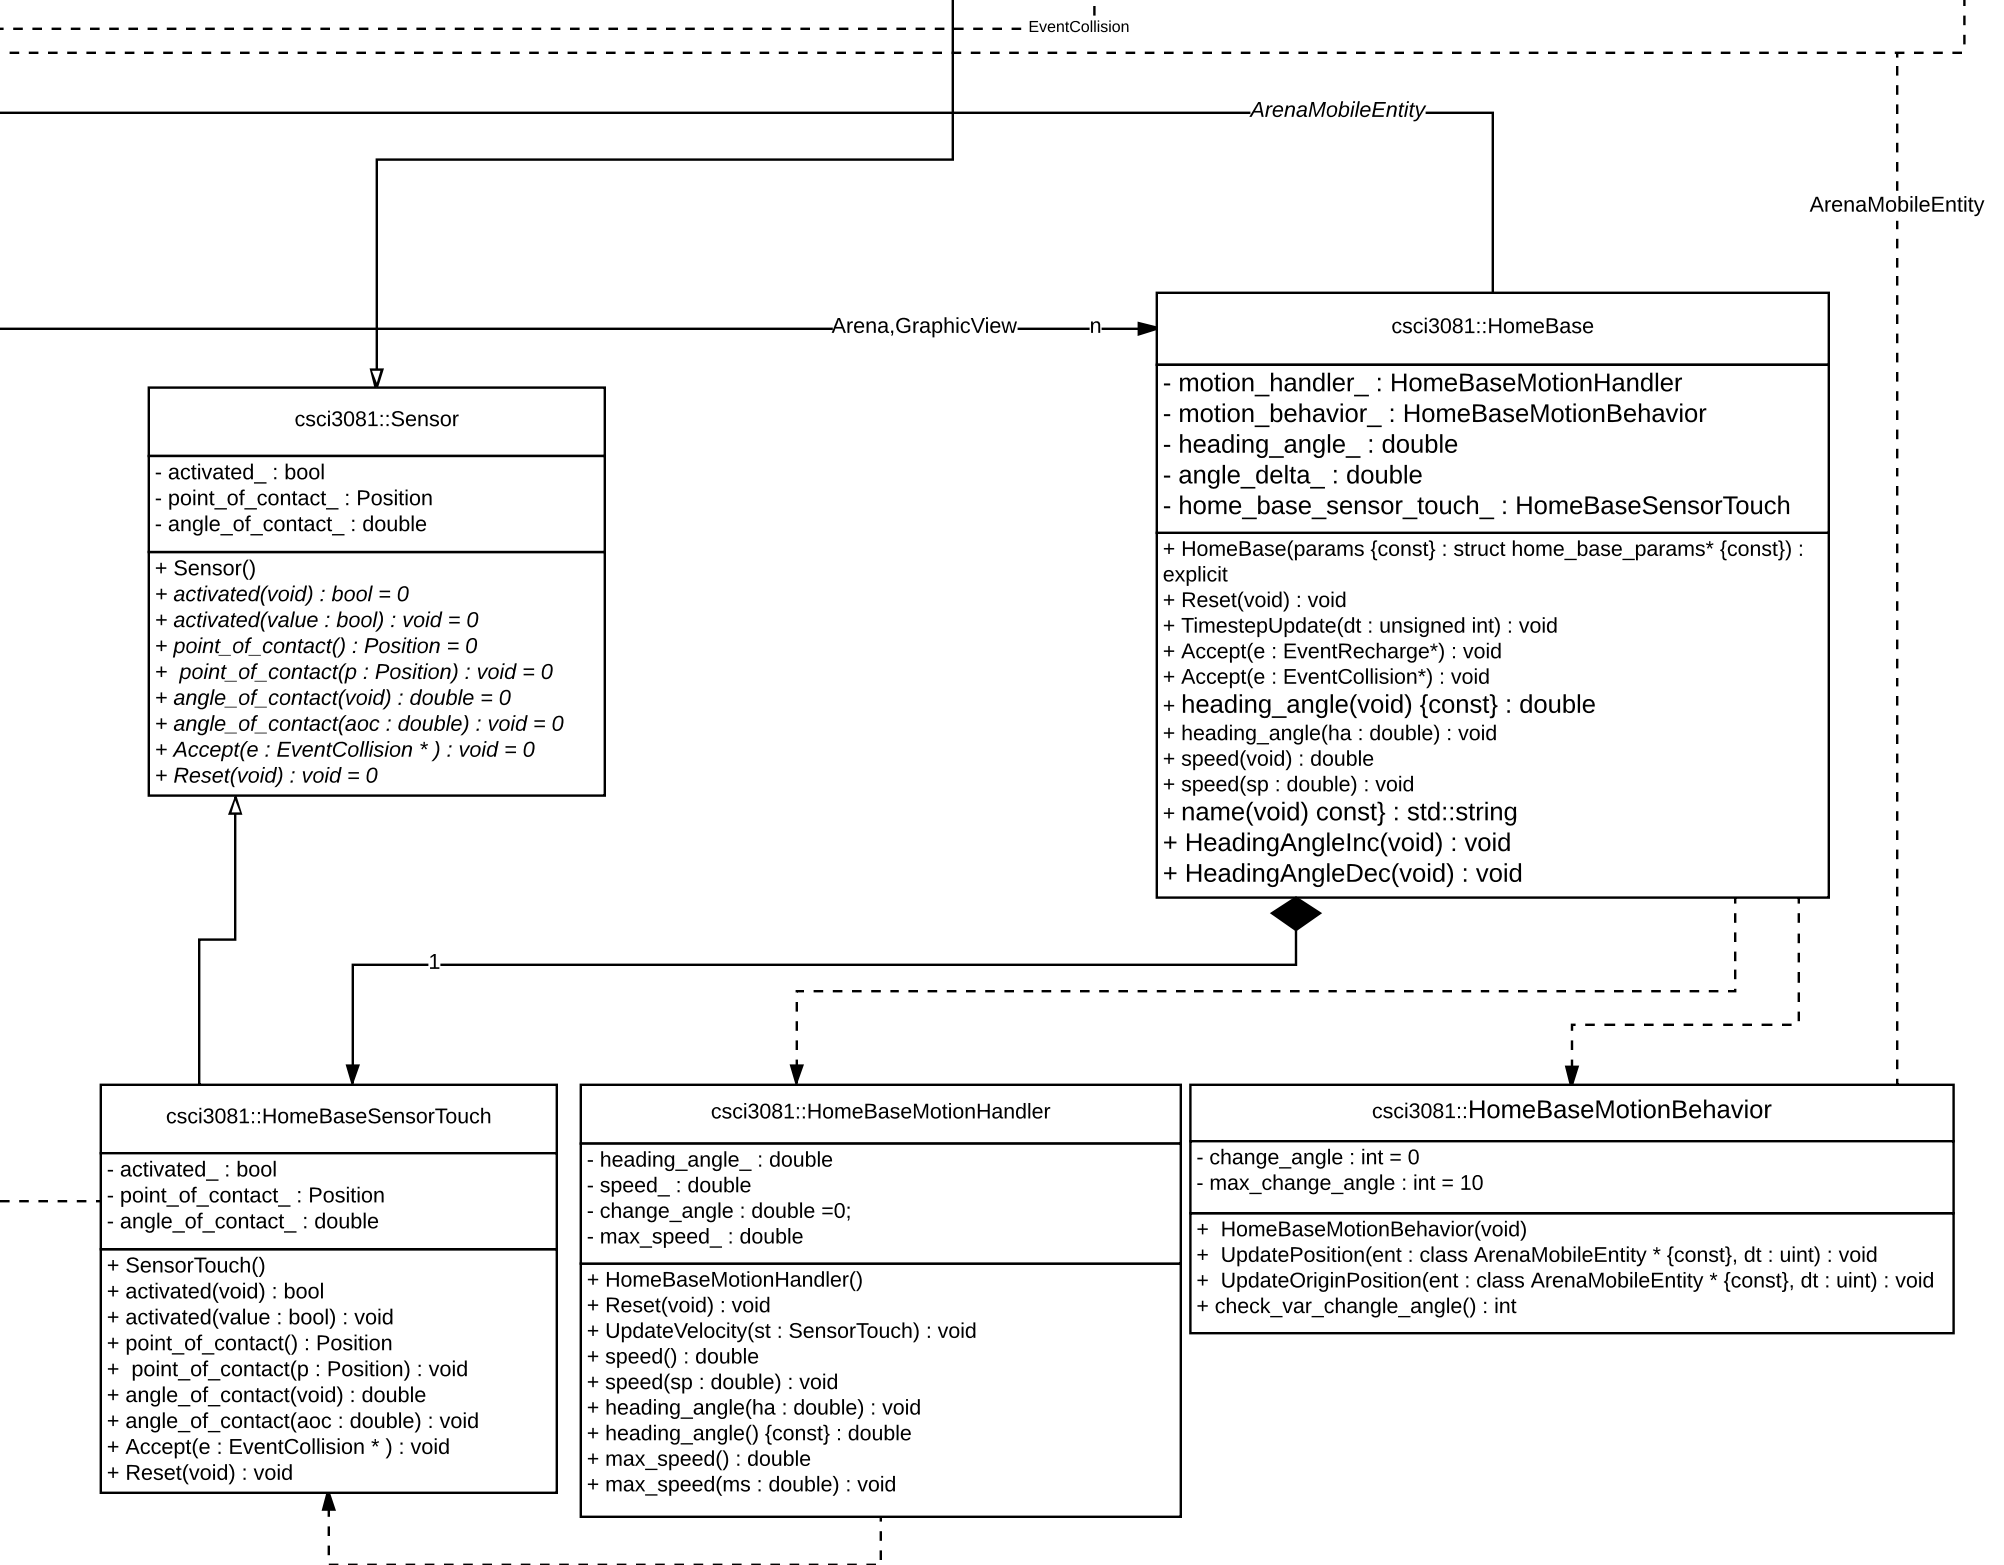 EventCollision
ArenaMobileEntity
ArenaMobileEntity
Arena,GraphicView
n
csci3081::HomeBase
- motion_handler_ : HomeBaseMotionHandler
- motion_behavior_ : HomeBaseMotionBehavior
- heading_angle_ : double
- angle_delta_ : double
- home_base_sensor_touch_ : HomeBaseSensorTouch
+ HomeBase(params {const} : struct home_base_params* {const}) :
explicit
+ Reset(void) : void
+ TimestepUpdate(dt : unsigned int) : void
+ Accept(e : EventRecharge*) : void
+ Accept(e : EventCollision*) : void
+ heading_angle(void) {const} : double
+ heading_angle(ha : double) : void
+ speed(void) : double
+ speed(sp : double) : void
+ name(void) const} : std::string
+ HeadingAngleInc(void) : void
+ HeadingAngleDec(void) : void
csci3081::Sensor
- activated_ : bool
- point_of_contact_ : Position
- angle_of_contact_ : double
+ Sensor()
+ activated(void) : bool = 0
+ activated(value : bool) : void = 0
+ point_of_contact() : Position = 0
+  point_of_contact(p : Position) : void = 0
+ angle_of_contact(void) : double = 0
+ angle_of_contact(aoc : double) : void = 0
+ Accept(e : EventCollision * ) : void = 0
+ Reset(void) : void = 0
1
csci3081::HomeBaseSensorTouch
- activated_ : bool
- point_of_contact_ : Position
- angle_of_contact_ : double
+ SensorTouch()
+ activated(void) : bool
+ activated(value : bool) : void
+ point_of_contact() : Position
+  point_of_contact(p : Position) : void
+ angle_of_contact(void) : double
+ angle_of_contact(aoc : double) : void
+ Accept(e : EventCollision * ) : void
+ Reset(void) : void
csci3081::HomeBaseMotionHandler
- heading_angle_ : double
- speed_ : double
- change_angle : double =0;
- max_speed_ : double
+ HomeBaseMotionHandler()
+ Reset(void) : void
+ UpdateVelocity(st : SensorTouch) : void
+ speed() : double
+ speed(sp : double) : void
+ heading_angle(ha : double) : void
+ heading_angle() {const} : double
+ max_speed() : double
+ max_speed(ms : double) : void
csci3081::HomeBaseMotionBehavior
- change_angle : int = 0
- max_change_angle : int = 10
+  HomeBaseMotionBehavior(void)
+  UpdatePosition(ent : class ArenaMobileEntity * {const}, dt : uint) : void
+  UpdateOriginPosition(ent : class ArenaMobileEntity * {const}, dt : uint) : void
+ check_var_changle_angle() : int